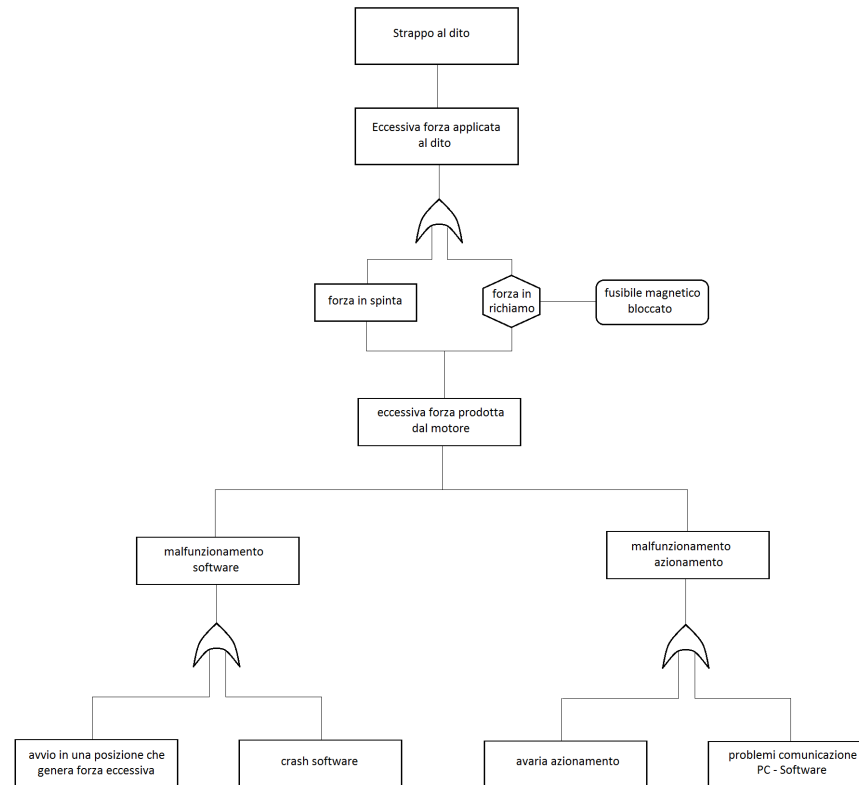 Strappo al dito
Eccessiva forza applicata
al dito
forza in spinta
forza in
richiamo
fusibile magnetico
bloccato
eccessiva forza prodotta
dal motore
malfunzionamento
software
malfunzionamento
azionamento
avvio in una posizione che
genera forza eccessiva
crash software
avaria azionamento
problemi comunicazione
PC - Software